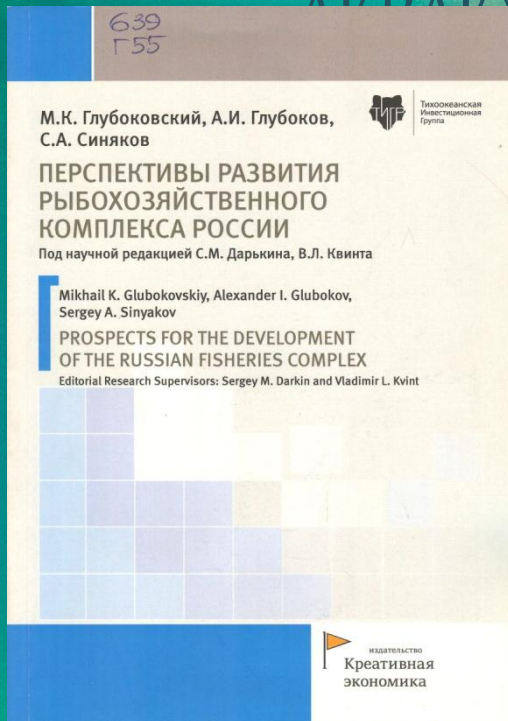 639
Г55
М.К. Глубоковский, А.И. Глубоков,
С.А. Синяков
ТИГР
Тихоокеанская
Инвестиционная
Группа
ПЕРСПЕКТИВЫ РАЗВИТИЯ
РЫБОХОЗЯЙСТВЕННОГО
КОМПЛЕКСА РОССИИ
Под научной редакцией С.М. Дарькина, В.Л. Квинта
Mikhail K. Glubokovskiy, Alexander I. Glubokov,
Sergey A. Sinyakov
PROSPECTS FOR THE DEVELOPMENT
OF THE RUSSIAN FISHERIES COMPLEX
Editorial Research Supervisors: Sergey M. Darkin and Vladimir L. Kvint
издательство
Креативная
экономика